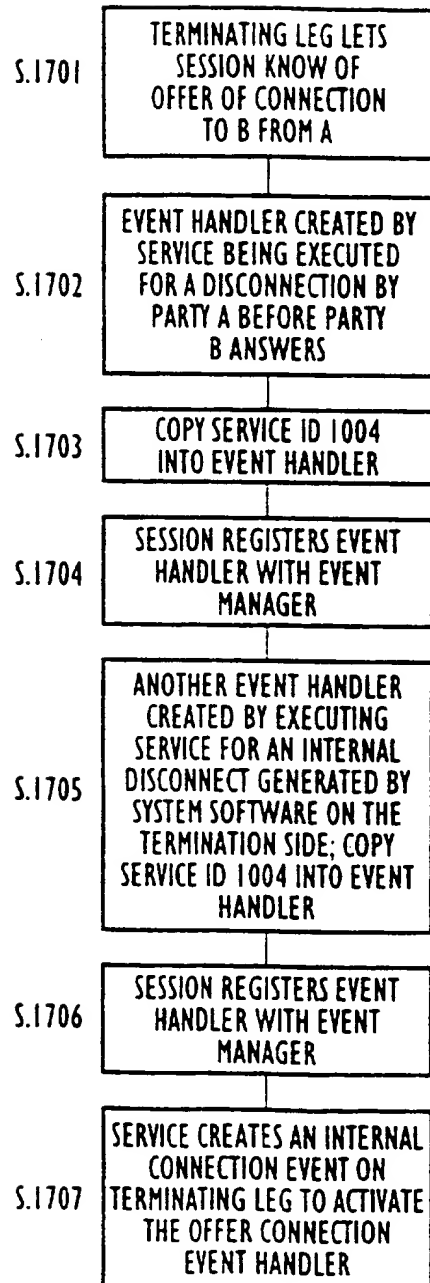 S.1701
TERMINATING LEG LETS
SESSION KNOW OF
OFFER OF CONNECTION
TO B FROM A
S.1702
EVENT HANDLER CREATED BY
SERVICE BEING EXECUTED
FOR A DISCONNECTION BY
PARTY A BEFORE PARTY
B ANSWERS
S.1703
COPY SERVICE ID 1004
INTO EVENT HANDLER
S.1704
SESSION REGISTERS EVENT
HANDLER WITH EVENT
MANAGER
S.1705
ANOTHER EVENT HANDLER
CREATED BY EXECUTING
SERVICE FOR AN INTERNAL
DISCONNECT GENERATED BY
SYSTEM SOFTWARE ON THE
TERMINATION SIDE; COPY
SERVICE ID 1004 INTO EVENT
HANDLER
S.1706
SESSION REGISTERS EVENT
HANDLER WITH EVENT
MANAGER
S.1707
SERVICE CREATES AN INTERNAL
CONNECTION EVENT ON
TERMINATING LEG TO ACTIVATE
THE OFFER CONNECTION
EVENT HANDLER